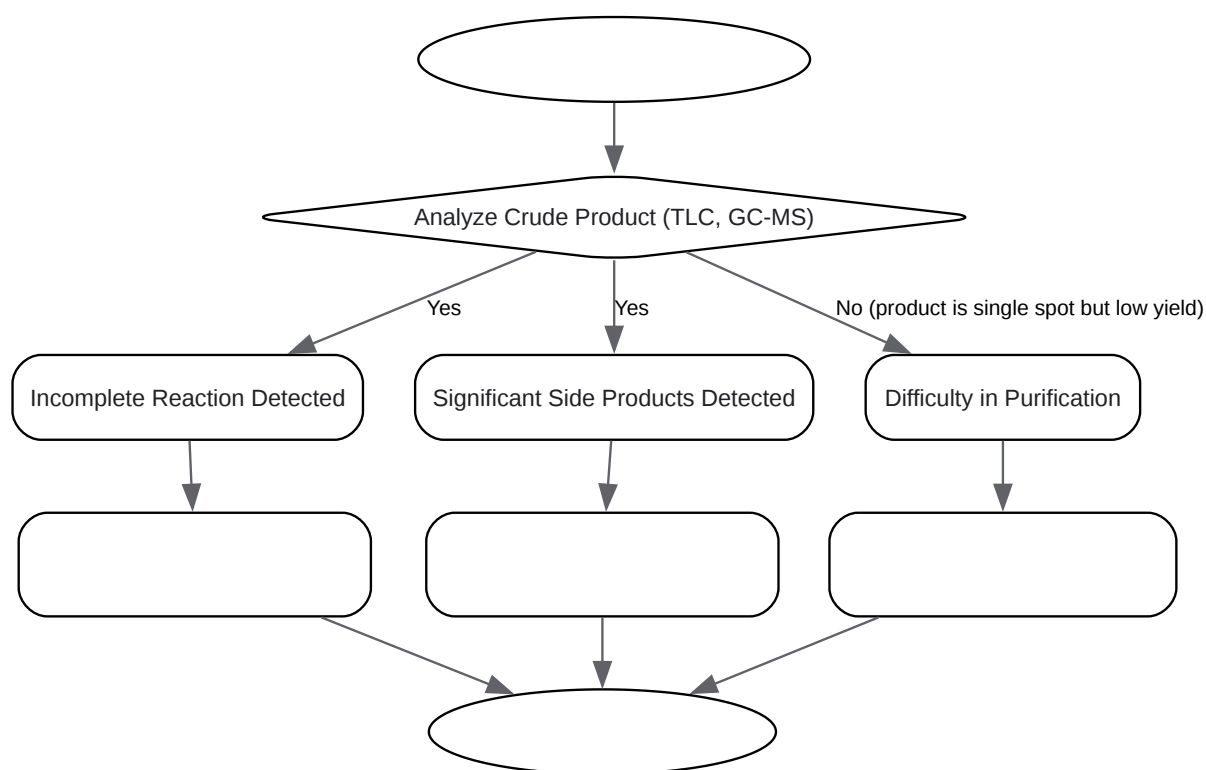 Analyze Crude Product (TLC, GC-MS)
Yes
Yes
No (product is single spot but low yield)
Incomplete Reaction Detected
Significant Side Products Detected
Difficulty in Purification